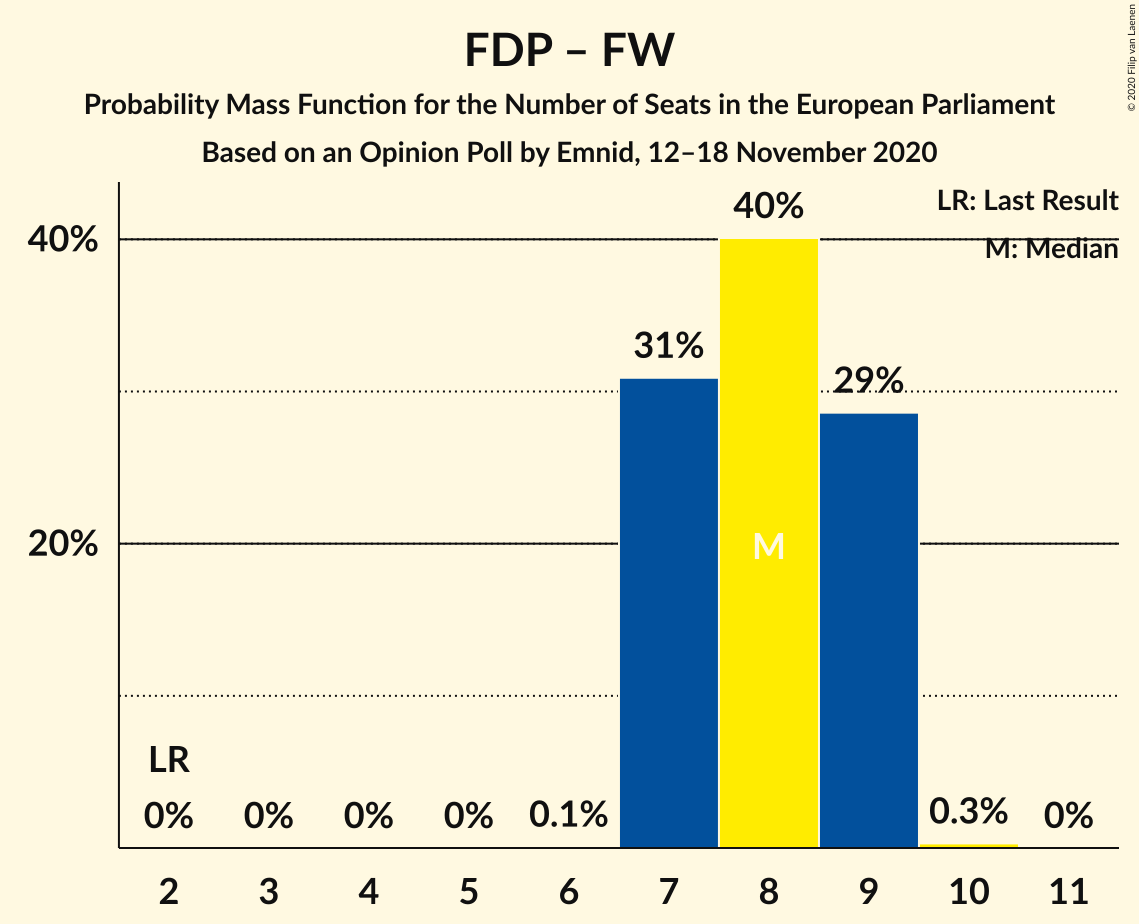 FDP – FW
Probability Mass Function for the Number of Seats in the European Parliament
Based on an Opinion Poll by Emnid, 12–18 November 2020
© 2020 Filip van Laenen
LR: Last Result
M: Median
40%
20%
40%
31%
29%
M
LR
0%
0%
0%
0%
0.1%
0.3%
0%
2 3 4 5 6 7 8 9 10 11